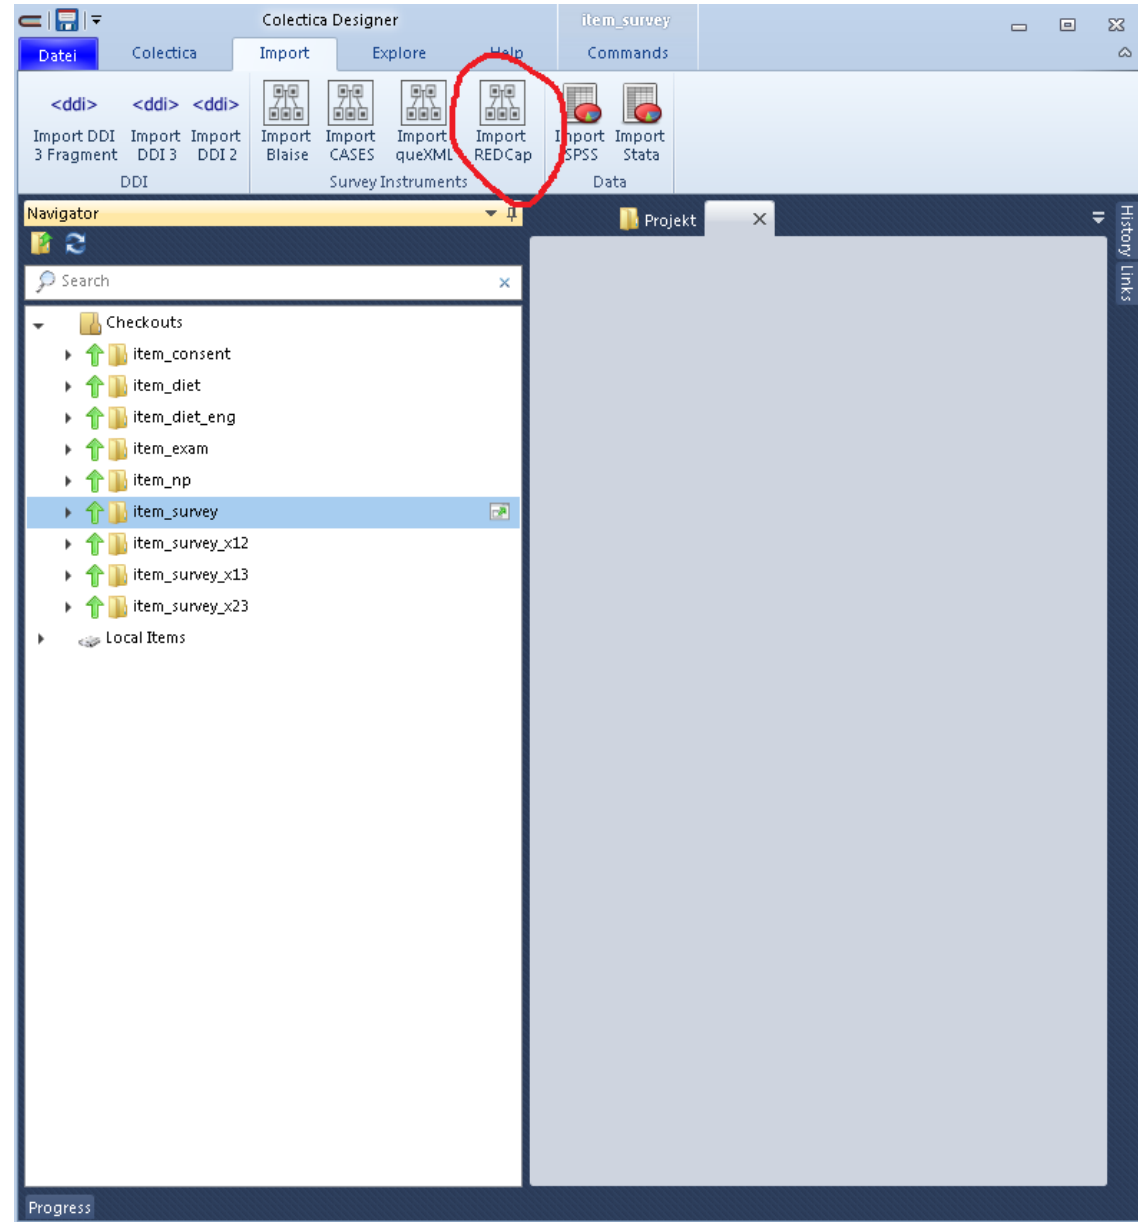 Colectica Designer
item_survey
Datei Colectica Import Explore Help Commands
<ddi> <ddi> <ddi>
Import DDI 3 Fragment
Import DDI 3
Import DDI 2
Import Blaise
Import CASES
Import queXML
Import REDCap
Import SPSS
Import Stata
DDI
Survey Instruments
Data
Navigator
Projekt
History
Links
Search
Checkouts
item_consent
item_diet
item_diet_eng
item_exam
item_np
item_survey
item_survey_x12
item_survey_x13
item_survey_x23
Local Items
Progress